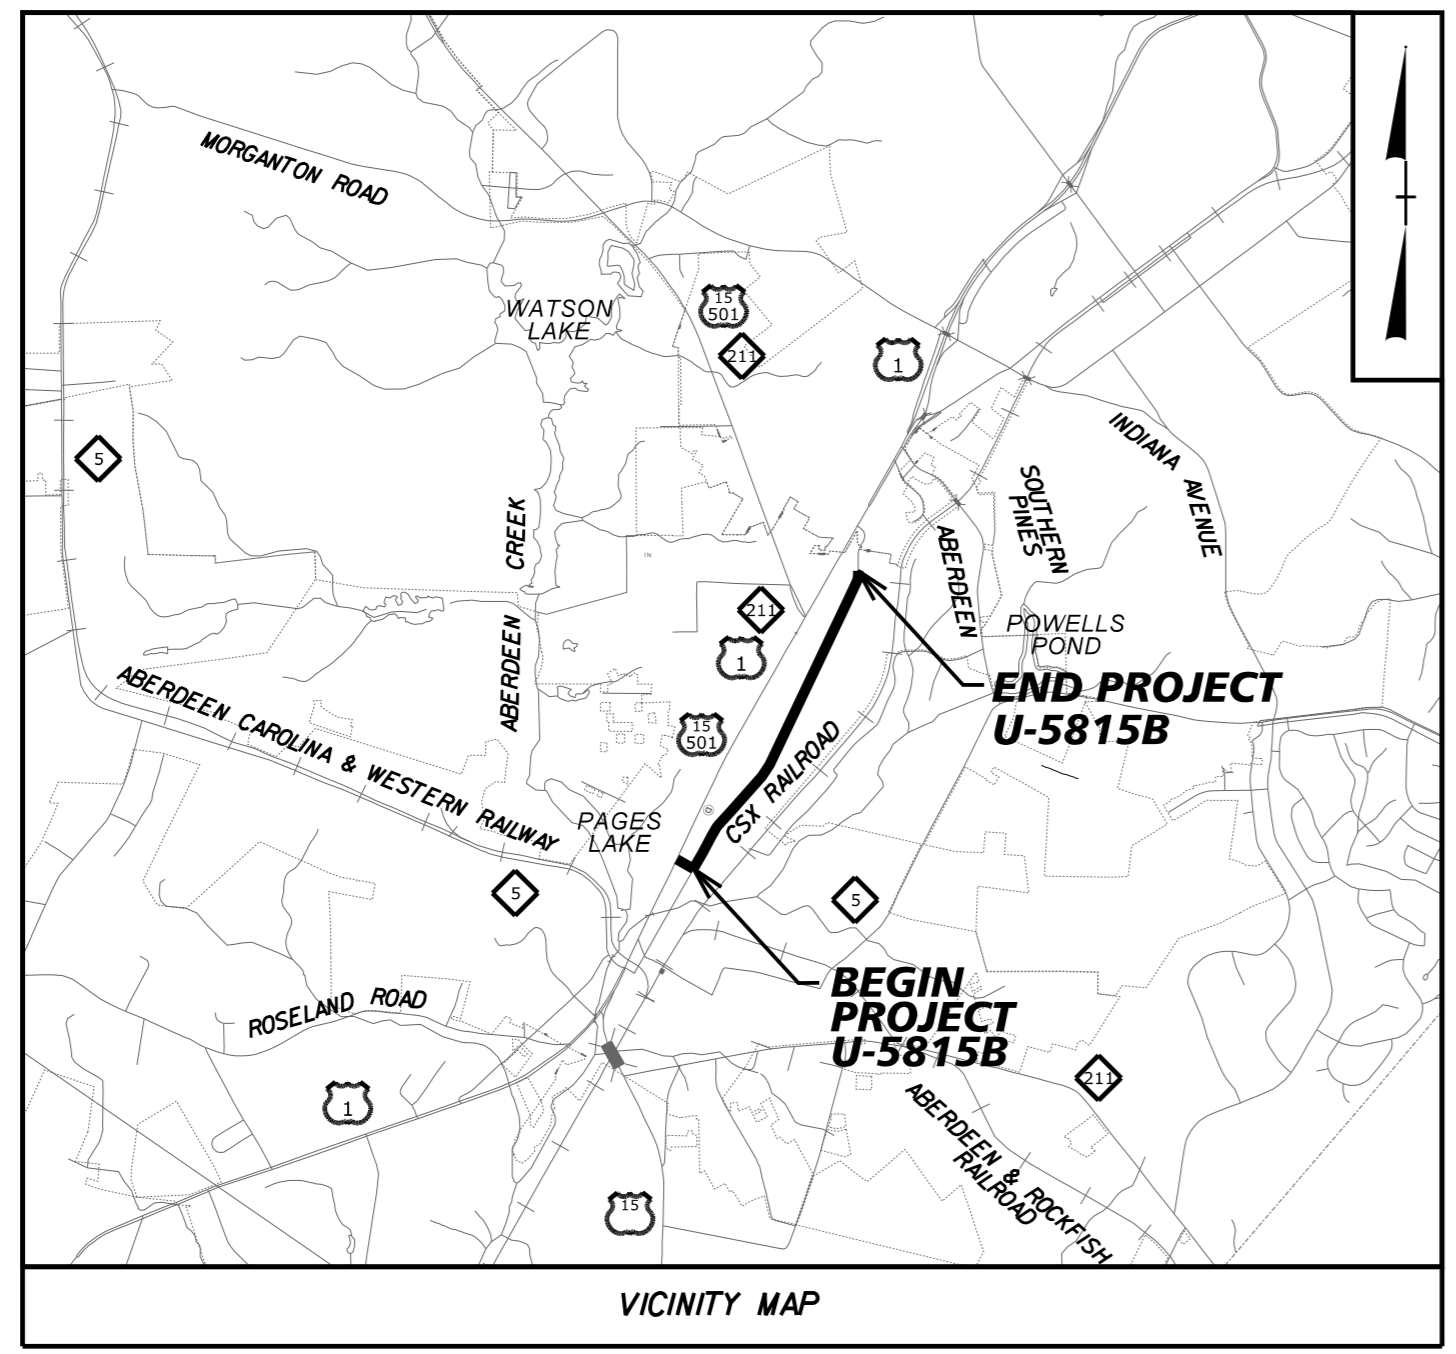 MORGANTON ROAD
WATSON
LAKE
15
501
211
1
5
INDIANA AVENUE
SOUTHERN
PINES
ABERDEEN
ABERDEEN CREEK
211
1
15
501
POWELLS
POND
END PROJECT
U-5815B
ABERDEEN CAROLINA & WESTERN RAILWAY
CSX RAILROAD
PAGES
LAKE
5
5
BEGIN
PROJECT
U-5815B
ROSELAND ROAD
1
211
ABERDEEN & ROCKFISH
RAILROAD
15
VICINITY MAP